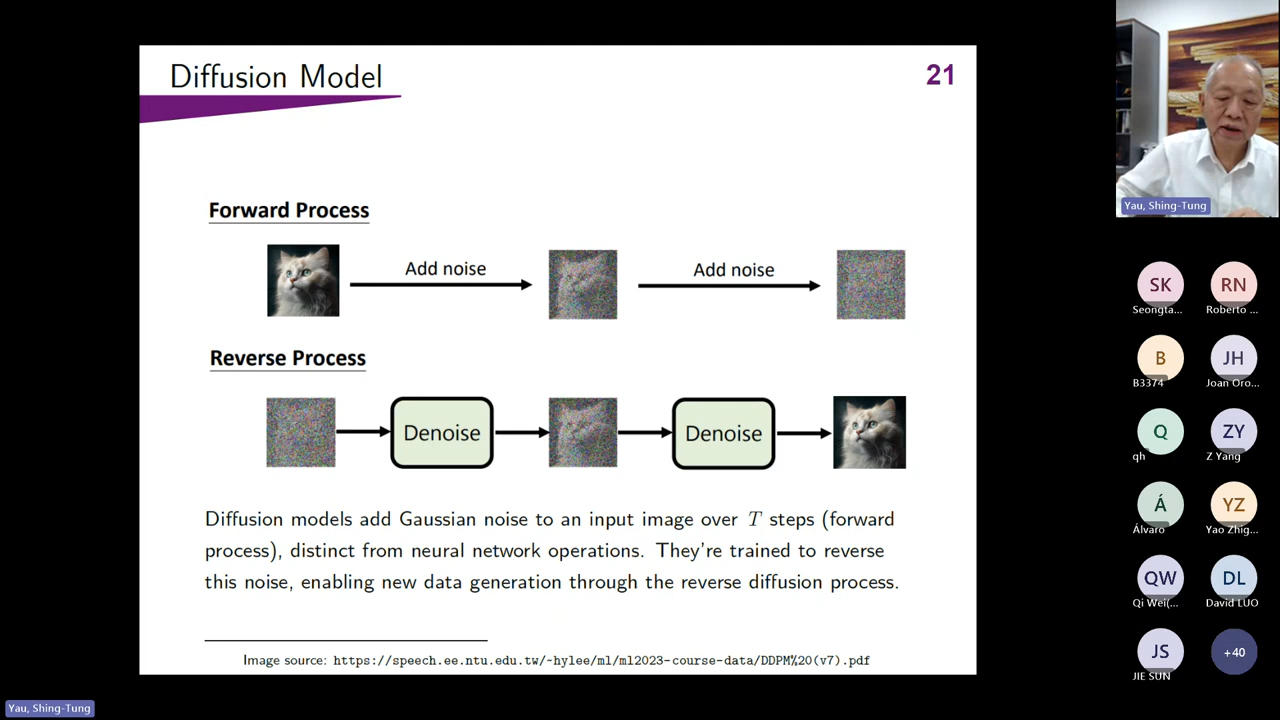 Diffusion Model
21
Forward Process
Add noise
Add noise
Reverse Process
Denoise
Denoise
Diffusion models add Gaussian noise to an input image over T steps (forward
process), distinct from neural network operations. They're trained to reverse
this noise, enabling new data generation through the reverse diffusion process.
Image source: https://speech.ee.ntu.edu.tw/~hylee/ml/ml2023-course-data/DDPM%20(v7).pdf
Yau, Shing-Tung
SK
RN
Seongta...
Roberto ...
B
JH
B3374
Joan Oro...
Q
ZY
qh
Z Yang
Á
YZ
Álvaro
Yao Zhig...
QW
DL
Qi Wei(...
David LUO
JS
+40
JIE SUN
Yau, Shing-Tung